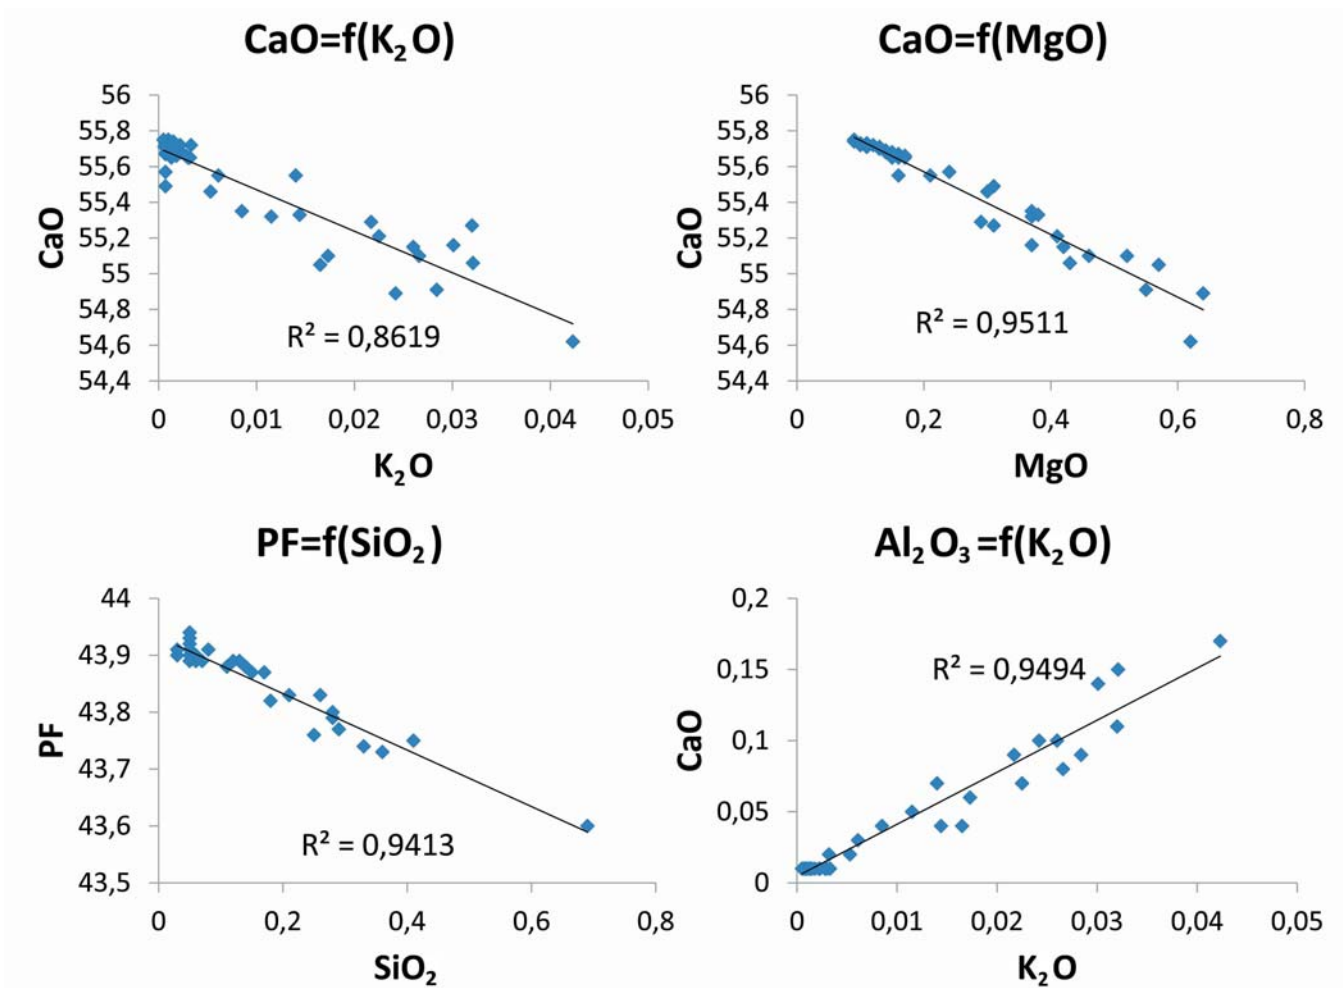 CaO=f(K₂O)
56
55,8
55,6
55,4
55,2
55
54,8
54,6
54,4
CaO
R² = 0,8619
0 0,01 0,02 0,03 0,04 0,05
K₂O
CaO=f(MgO)
56
55,8
55,6
55,4
55,2
55
54,8
54,6
54,4
CaO
R² = 0,9511
0 0,2 0,4 0,6 0,8
MgO
PF=f(SiO₂)
44
43,9
43,8
43,7
43,6
43,5
PF
R² = 0,9413
0 0,2 0,4 0,6 0,8
SiO₂
Al₂O₃=f(K₂O)
0,2
0,15
0,1
0,05
0
CaO
R² = 0,9494
0 0,01 0,02 0,03 0,04 0,05
K₂O